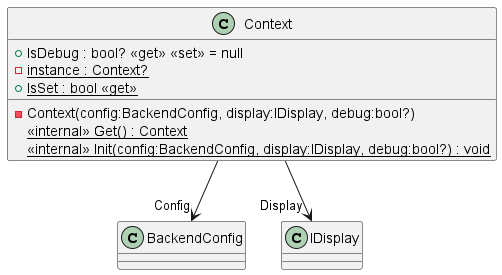 C Context
IsDebug : bool? «get» «set» = null
instance : Context?
IsSet : bool «get»
Context(config:BackendConfig, display:IDisplay, debug:bool?)
«internal» Get() : Context
«internal» Init(config:BackendConfig, display:IDisplay, debug:bool?) : void
Config Display
C BackendConfig C IDisplay